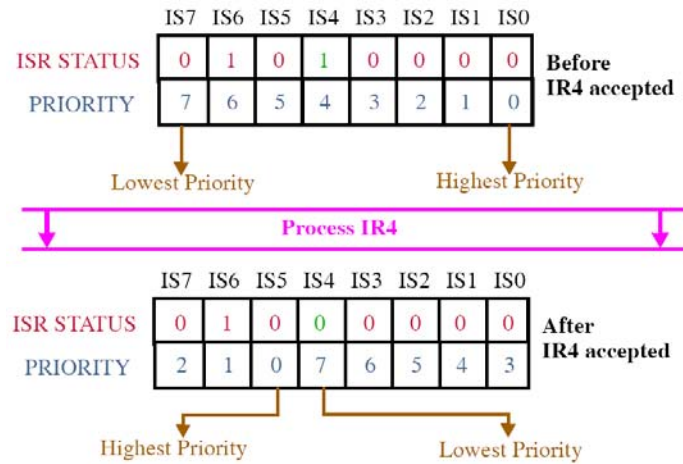 IS7 IS6 IS5 IS4 IS3 IS2 IS1 IS0
ISR STATUS 0 1 0 1 0 0 0 0
Before
IR4 accepted
PRIORITY 7 6 5 4 3 2 1 0
Lowest Priority Highest Priority
Process IR4
IS7 IS6 IS5 IS4 IS3 IS2 IS1 IS0
ISR STATUS 0 1 0 0 0 0 0 0
After
IR4 accepted
PRIORITY 2 1 0 7 6 5 4 3
Highest Priority Lowest Priority